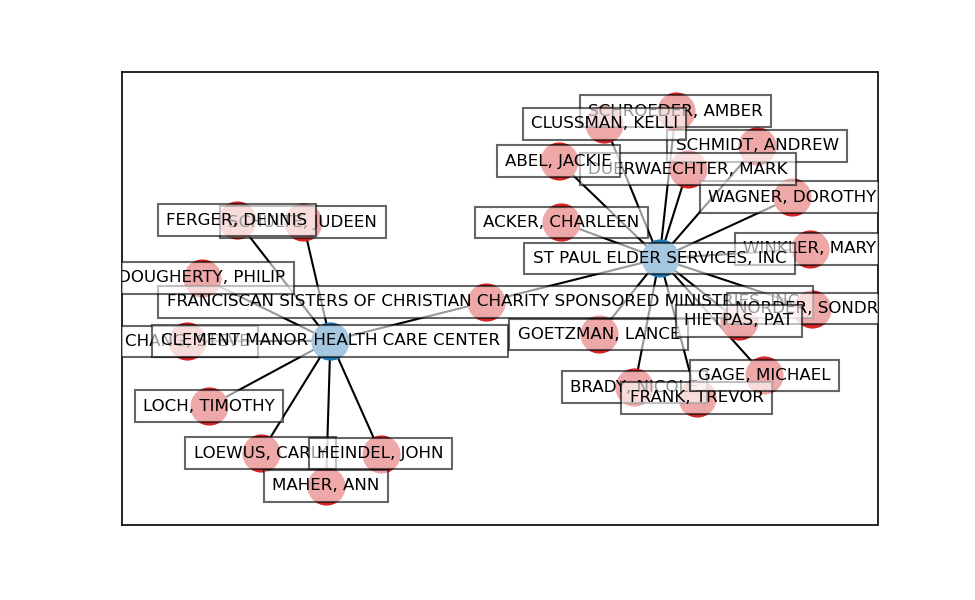 SCHROEDER, AMBER
CLUSSMAN, KELLI
SCHMIDT, ANDREW
ABEL, JACKIE
DUERWAECHTER, MARK
WAGNER, DOROTHY
FERGER, DENNIS
JUDEEN
ACKER, CHARLEEN
WINKLER, MARY
ST PAUL ELDER SERVICES, INC
DOUGHERTY, PHILIP
FRANCISCAN SISTERS OF CHRISTIAN CHARITY SPONSORED MINISTRIES, INC
NORDER, SONDR
HIETPAS, PAT
GOETZMAN, LANCE
CLEMENT MANOR HEALTH CARE CENTER
GAGE, MICHAEL
BRADY, NICOLE
FRANK, TREVOR
LOCH, TIMOTHY
LOEWUS, CARL
HEINDEL, JOHN
MAHER, ANN